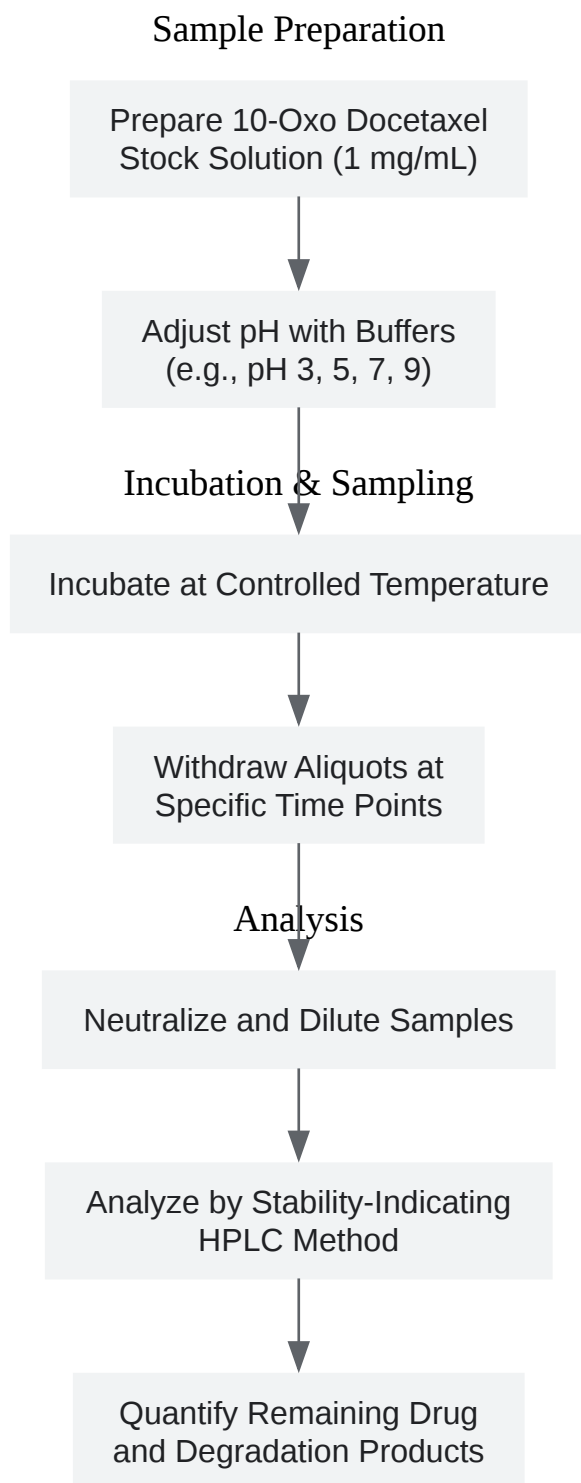 Sample Preparation
Prepare 10-Oxo Docetaxel
Stock Solution (1 mg/mL)
Adjust pH with Buffers
(e.g., pH 3, 5, 7, 9)
Incubation & Sampling
Incubate at Controlled Temperature
Withdraw Aliquots at
Specific Time Points
Analysis
Neutralize and Dilute Samples
Analyze by Stability-Indicating
HPLC Method
Quantify Remaining Drug
and Degradation Products